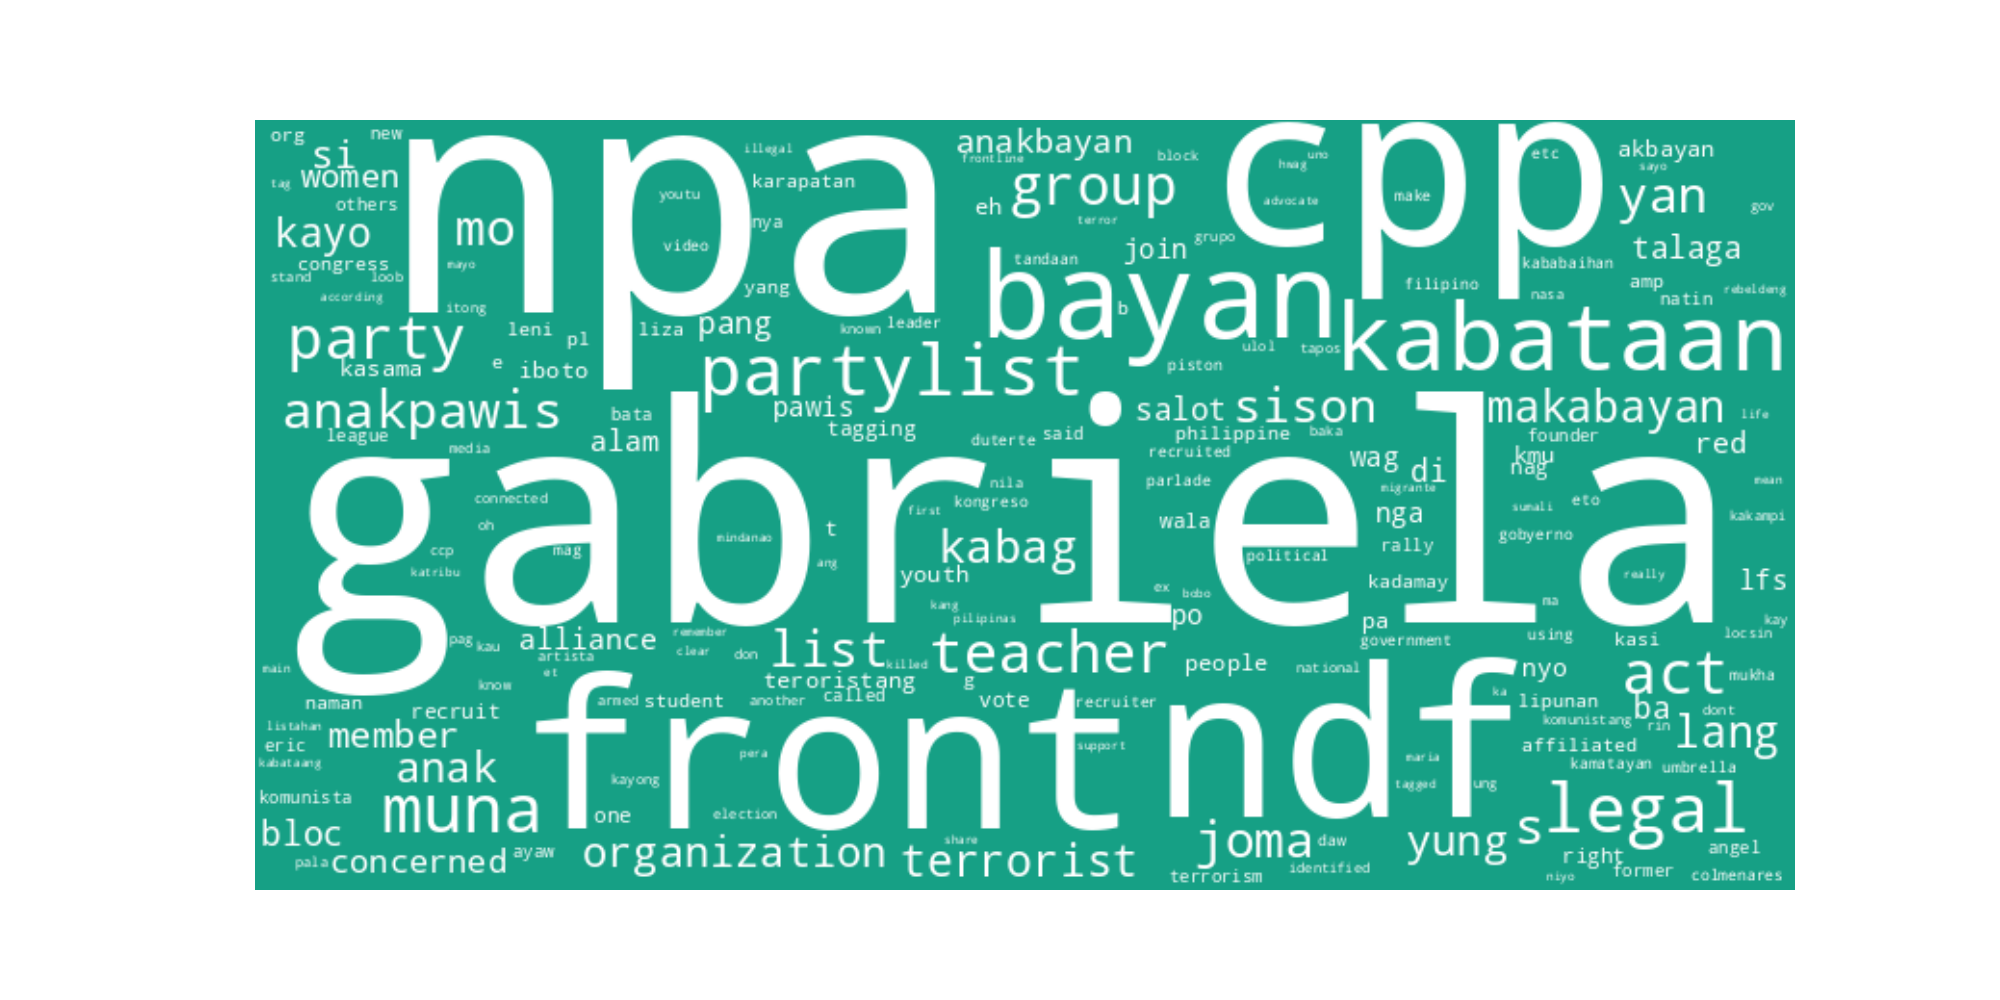 org new npa illegal anakbayan cpp etc akbayan
si frontline block hwag uno sayo
tag women youtu karapatan group advocate make yan
others eh terror gov
kayo mo nya grupo
congress video join talaga
stand loob mayo tandaan bayan kababaihan
according itong yang b filipino nasa amp natin rebeldeng
party leni pl liza pang known leader kabataan
kasama e iboto partylist piston ulol tapos
anakpawis bata pawis salot sison makabayan life
league alam tagging duterte said philippine baka founder red
media gabriela recruited wag di kmu nag
connected nila parlade migrante mean
oh first kongreso sumali eto kakampi
t wala nga gobyerno
ccp mag mindanao kabag political rally
katribu ang youth kadamay really lfs
ex bobo ma
kang pilipinas po pa kay
pag kau alliance remember list teacher government using kasi locsin
main artista clear don killed people national nyo act mukha
et teroristang g
know armed student another called vote recruiter ka lipunan ba dont
naman recruit front ndf komunistang rin lang
listahan member affiliated
eric pera support maria kamatayan umbrella
kabataang anak kayong tagged ung
komunista muna one election legal
bloc share joma daw yung s
pala concerned ayaw organization terrorist right angel
terrorism identified niyo former colmenares